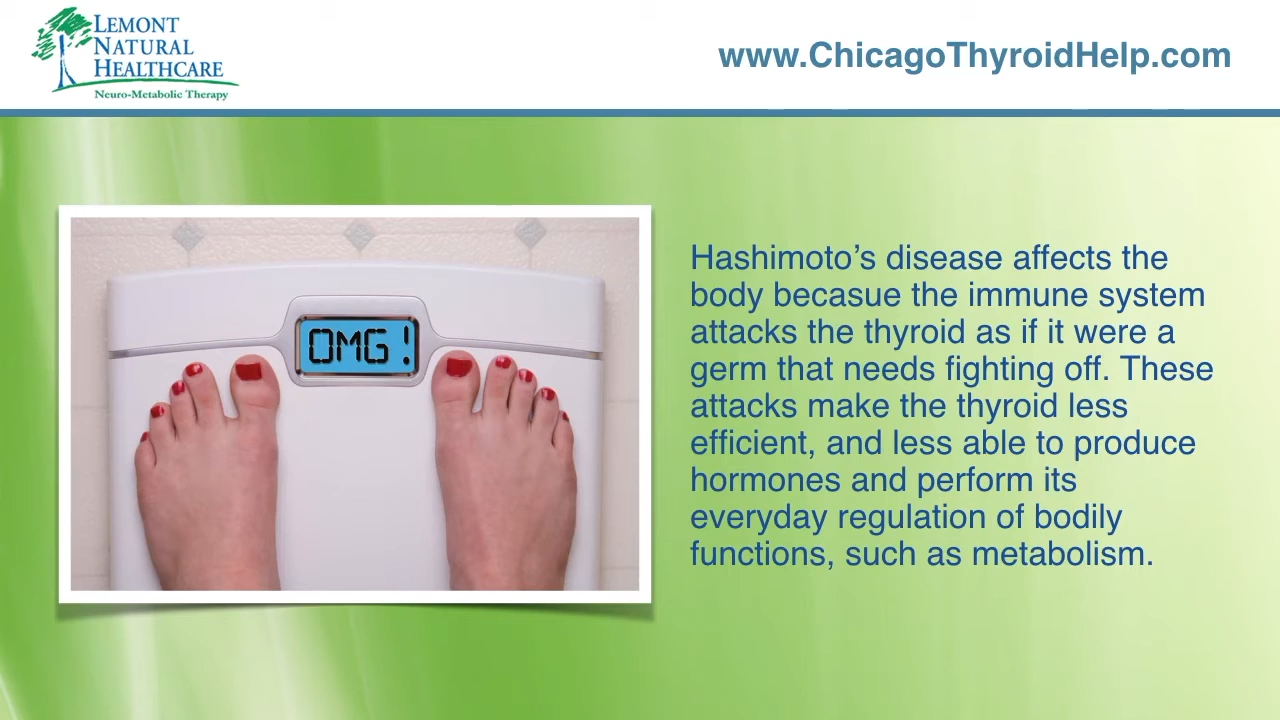 LEMONT
NATURAL
HEALTHCARE
Neuro-Metabolic Therapy
www.ChicagoThyroidHelp.com
OMG!
Hashimoto’s disease affects the
body becasue the immune system
attacks the thyroid as if it were a
germ that needs fighting off. These
attacks make the thyroid less
efficient, and less able to produce
hormones and perform its
everyday regulation of bodily
functions, such as metabolism.